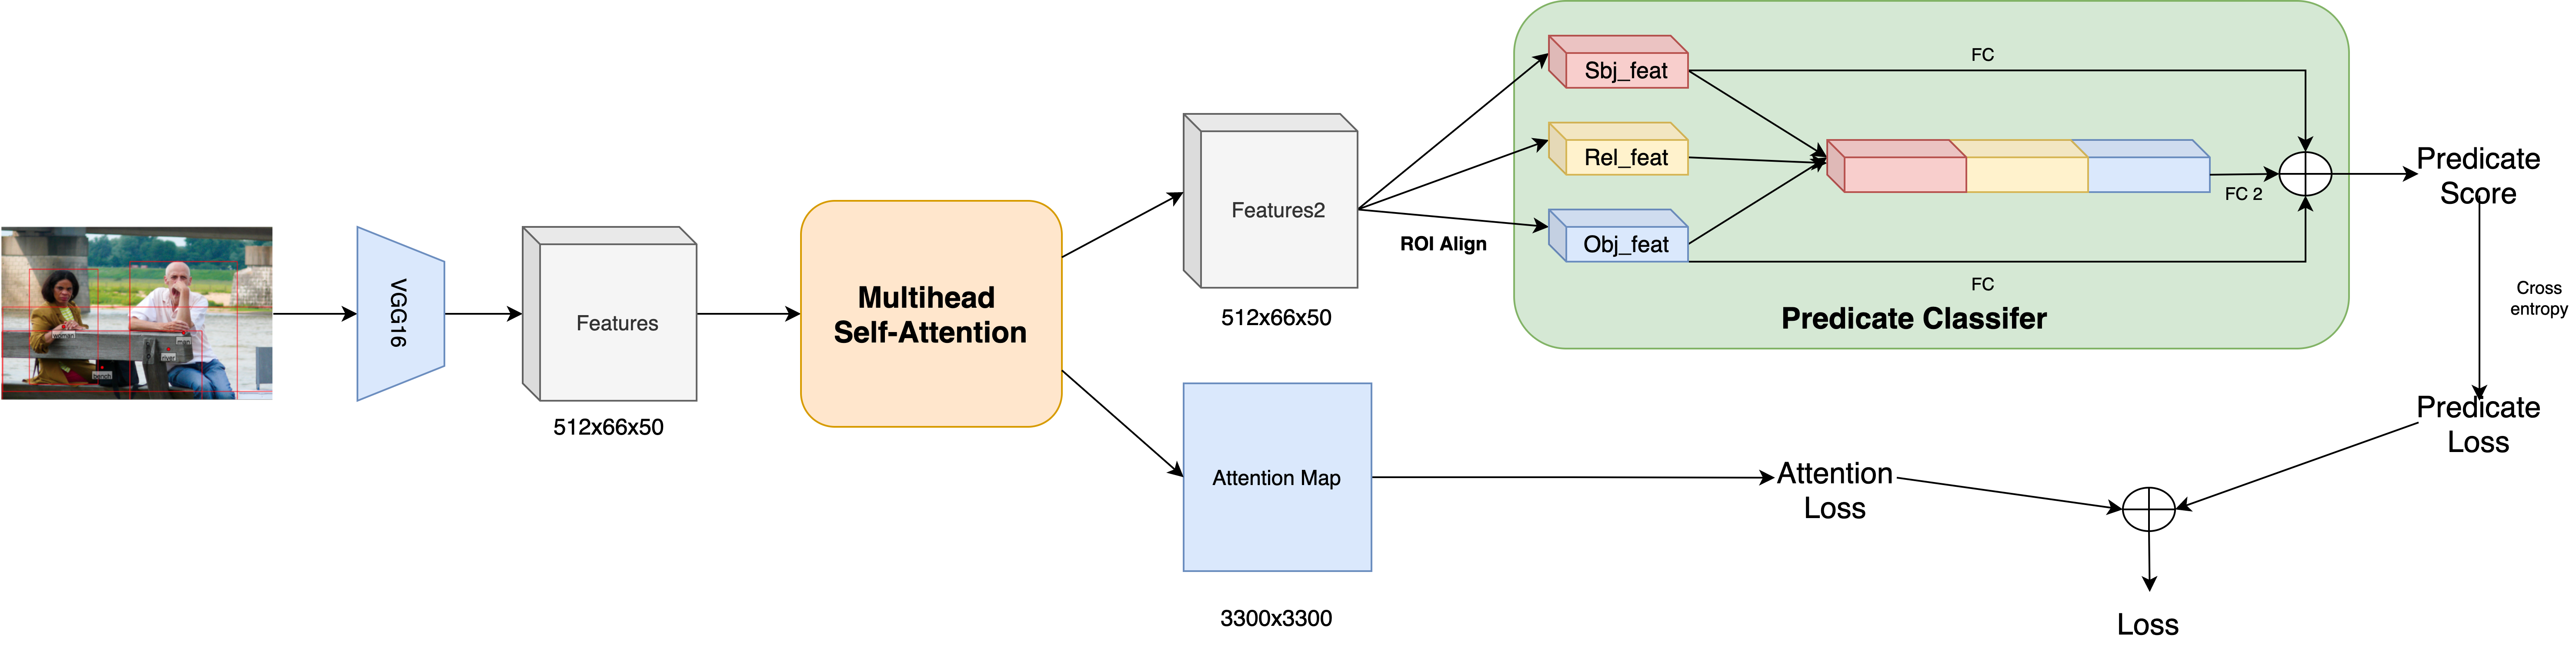 VGG16
Features
512x66x50
Multihead
Self-Attention
Features2
512x66x50
ROI Align
Sbj_feat
Rel_feat
Obj_feat
FC
FC 2
FC
Predicate Classifer
Predicate
Score
Cross
entropy
Predicate
Loss
Attention Map
3300x3300
Attention
Loss
Loss
bench